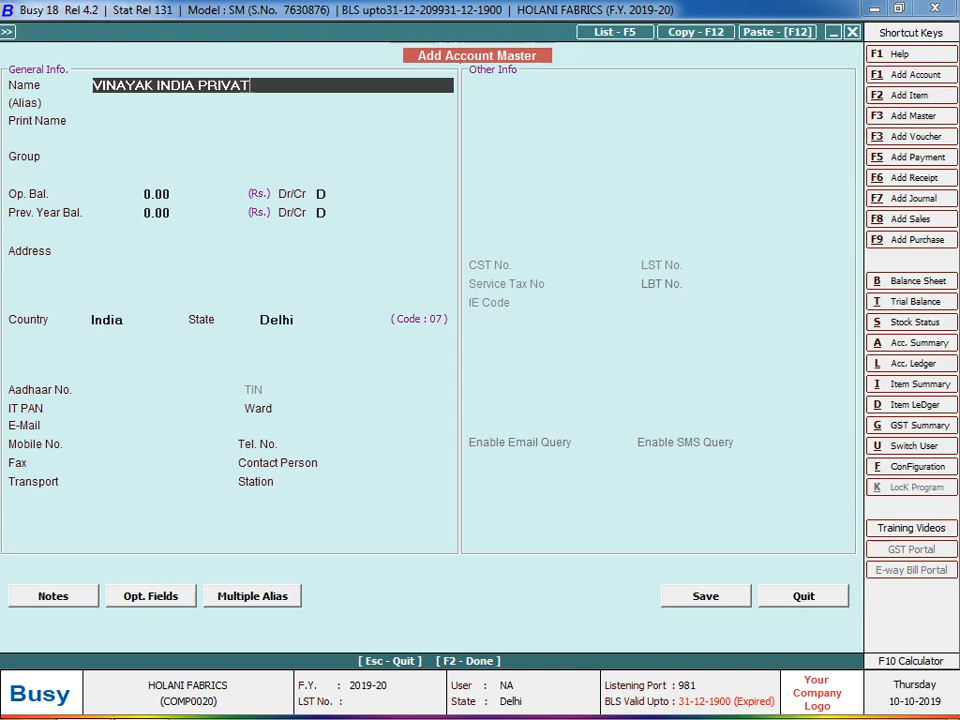 B Busy 18 Rel 4.2 | Stat Rel 131 | Model : SM (S.No. 7630876) | BLS upto31-12-209931-12-1900 | HOLANI FABRICS (F.Y. 2019-20)
>> List - F5 Copy - F12 Paste - [F12]
Add Account Master
General Info.
Name VINAYAK INDIA PRIVAT
(Alias)
Print Name
Group
Op. Bal. 0.00 (Rs.) Dr/Cr D
Prev. Year Bal. 0.00 (Rs.) Dr/Cr D
Address
Country India State Delhi ( Code : 07 )
Aadhaar No. TIN
IT PAN Ward
E-Mail
Mobile No. Tel. No.
Fax Contact Person
Transport Station
Other Info
CST No. LST No.
Service Tax No LBT No.
IE Code
Enable Email Query Enable SMS Query
Notes Opt. Fields Multiple Alias Save Quit
[ Esc - Quit ] [ F2 - Done ]
Shortcut Keys
F1 Help
F1 Add Account
F2 Add Item
F3 Add Master
F3 Add Voucher
F5 Add Payment
F6 Add Receipt
F7 Add Journal
F8 Add Sales
F9 Add Purchase
B Balance Sheet
T Trial Balance
S Stock Status
A Acc. Summary
L Acc. Ledger
I Item Summary
D Item LeDger
G GST Summary
U Switch User
F ConFiguration
K LocK Program
Training Videos
GST Portal
E-way Bill Portal
F10 Calculator
Busy
HOLANI FABRICS
(COMP0020)
F.Y. : 2019-20
LST No. :
User : NA
State : Delhi
Listening Port : 981
BLS Valid Upto : 31-12-1900 (Expired)
Your
Company
Logo
Thursday
10-10-2019